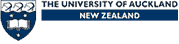 THE UNIVERSITY OF AUCKLAND
NEW ZEALAND